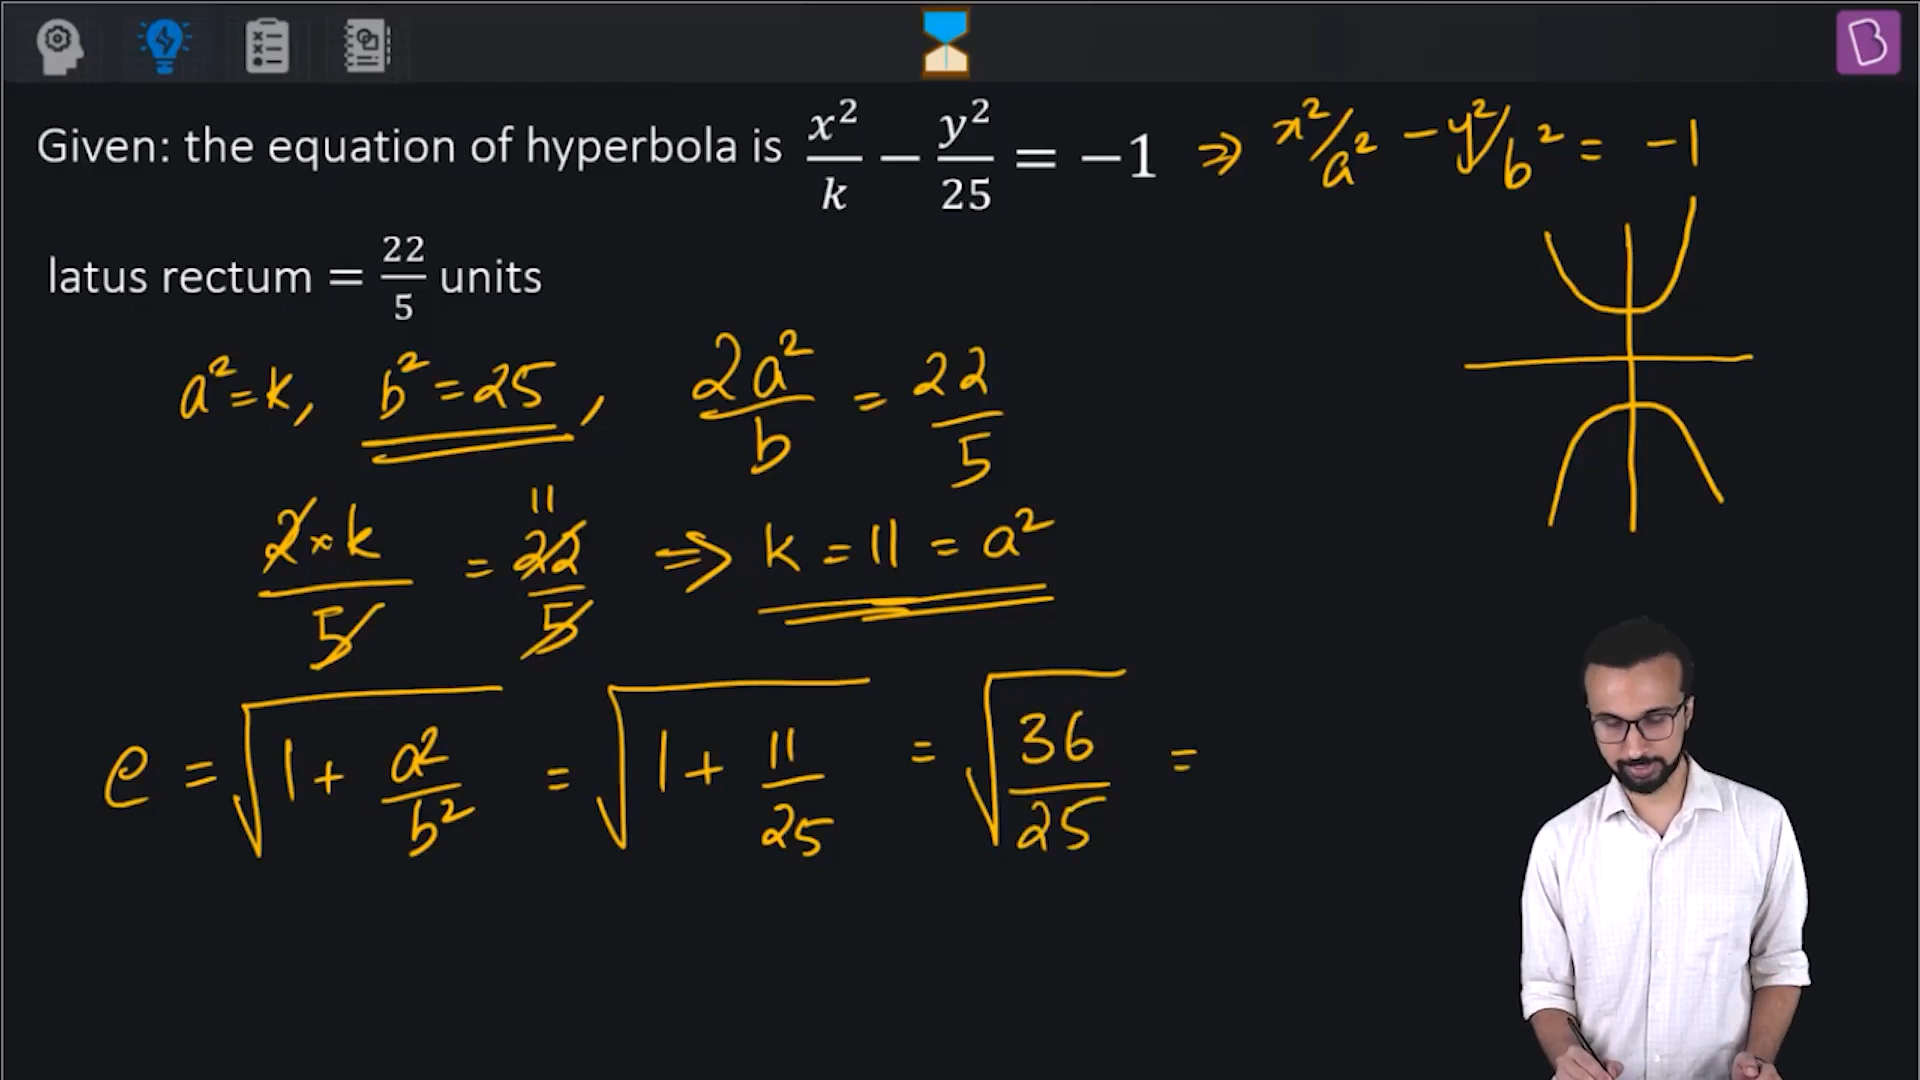 Given: the equation of hyperbola is x²/k − y²/25 = −1 ⇒ x²/a² − y²/b² = −1
latus rectum = 22/5 units
a² = k, b² = 25, 2a²/b = 22/5
2×k/5 = 22/5 11 ⇒ k = 11 = a²
e = √(1 + a²/b²) = √(1 + 11/25) = √(36/25) =